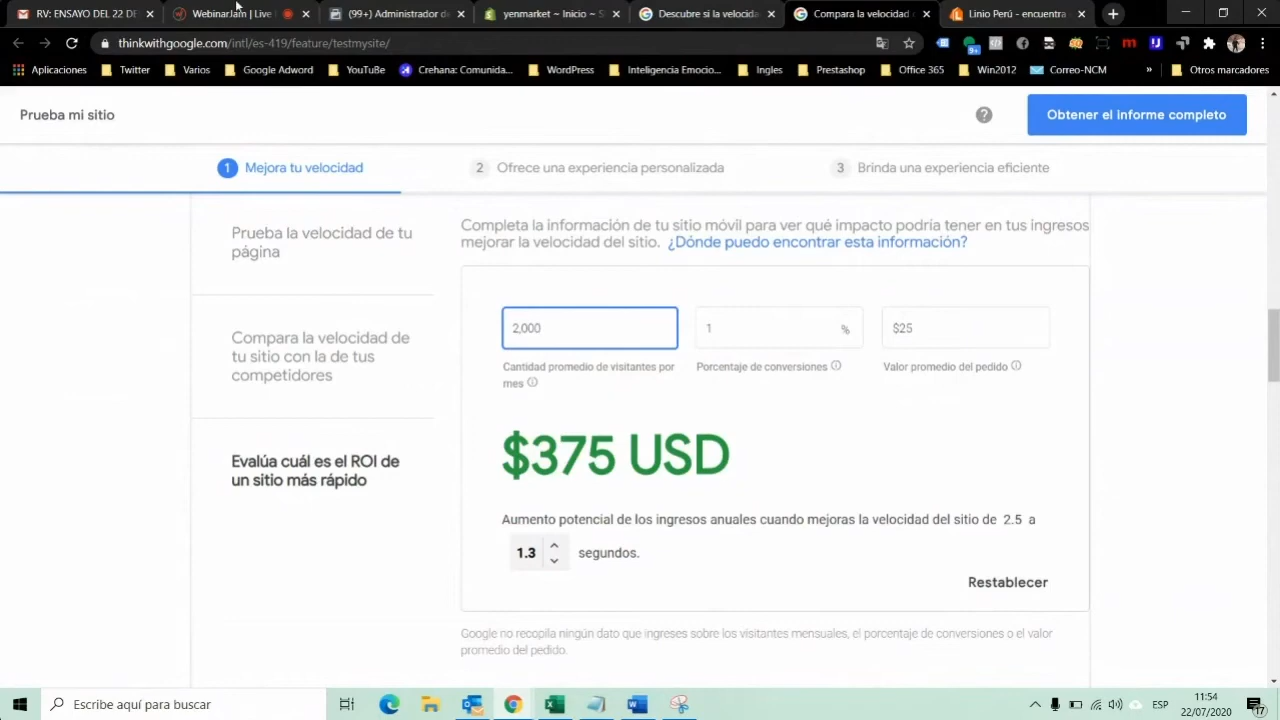 RV: ENSAYO DEL 22 DE
WebinarJam | Live
(99+) Administrador de
yenmarket ~ Inicio ~ S
Descubre si la velocida
Compara la velocidad
Linio Perú - encuentra
thinkwithgoogle.com/intl/es-419/feature/testmysite/
Aplicaciones
Twitter
Varios
Google Adword
YouTuBe
Crehana: Comunida...
WordPress
Inteligencia Emocio...
Ingles
Prestashop
Office 365
Win2012
Correo-NCM
»
Otros marcadores
Prueba mi sitio
?
Obtener el informe completo
1 Mejora tu velocidad
2 Ofrece una experiencia personalizada
3 Brinda una experiencia eficiente
Prueba la velocidad de tu
página
Compara la velocidad de
tu sitio con la de tus
competidores
Evalúa cuál es el ROI de
un sitio más rápido
Completa la información de tu sitio móvil para ver qué impacto podría tener en tus ingresos
mejorar la velocidad del sitio. ¿Dónde puedo encontrar esta información?
2,000
1 %
$25
Cantidad promedio de visitantes por
mes
Porcentaje de conversiones
Valor promedio del pedido
$375 USD
Aumento potencial de los ingresos anuales cuando mejoras la velocidad del sitio de 2.5 a
1.3 segundos.
Restablecer
Google no recopila ningún dato que ingreses sobre los visitantes mensuales, el porcentaje de conversiones o el valor
promedio del pedido.
Escribe aquí para buscar
ESP
11:54
22/07/2020